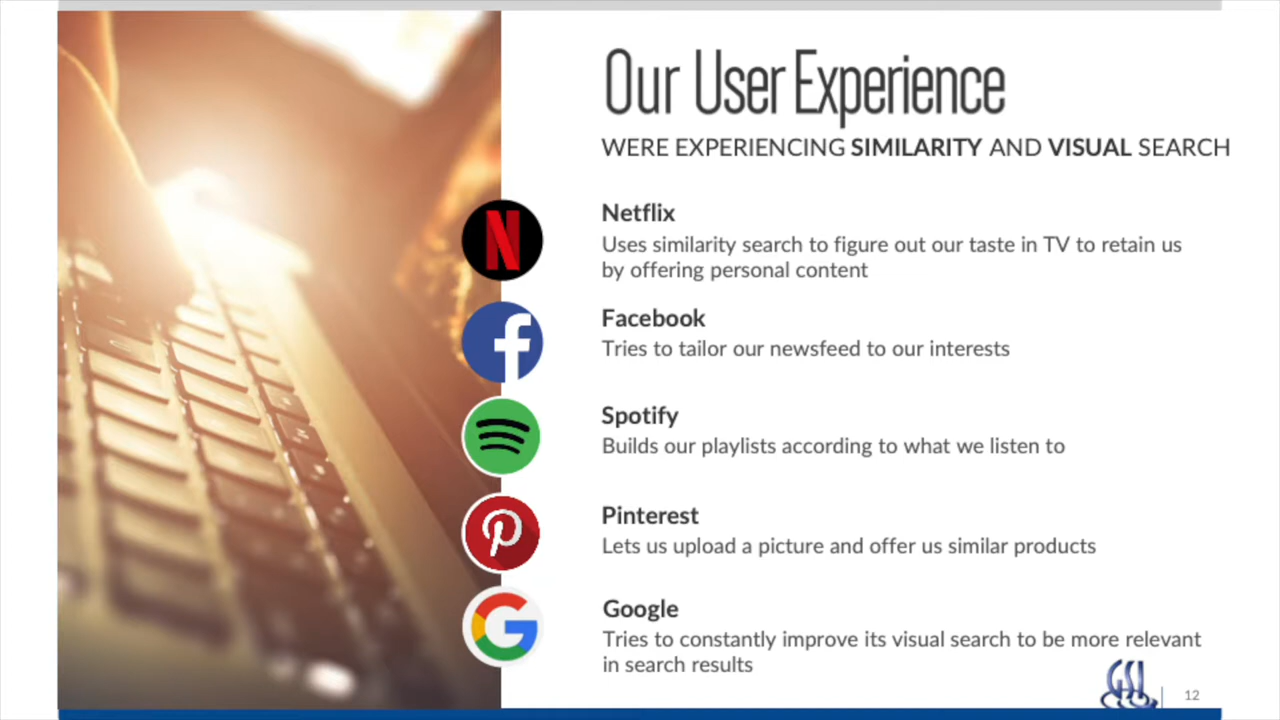 Our User Experience
WERE EXPERIENCING SIMILARITY AND VISUAL SEARCH
Netflix
Uses similarity search to figure out our taste in TV to retain us
by offering personal content
Facebook
Tries to tailor our newsfeed to our interests
Spotify
Builds our playlists according to what we listen to
Pinterest
Lets us upload a picture and offer us similar products
Google
Tries to constantly improve its visual search to be more relevant
in search results
GSI
12